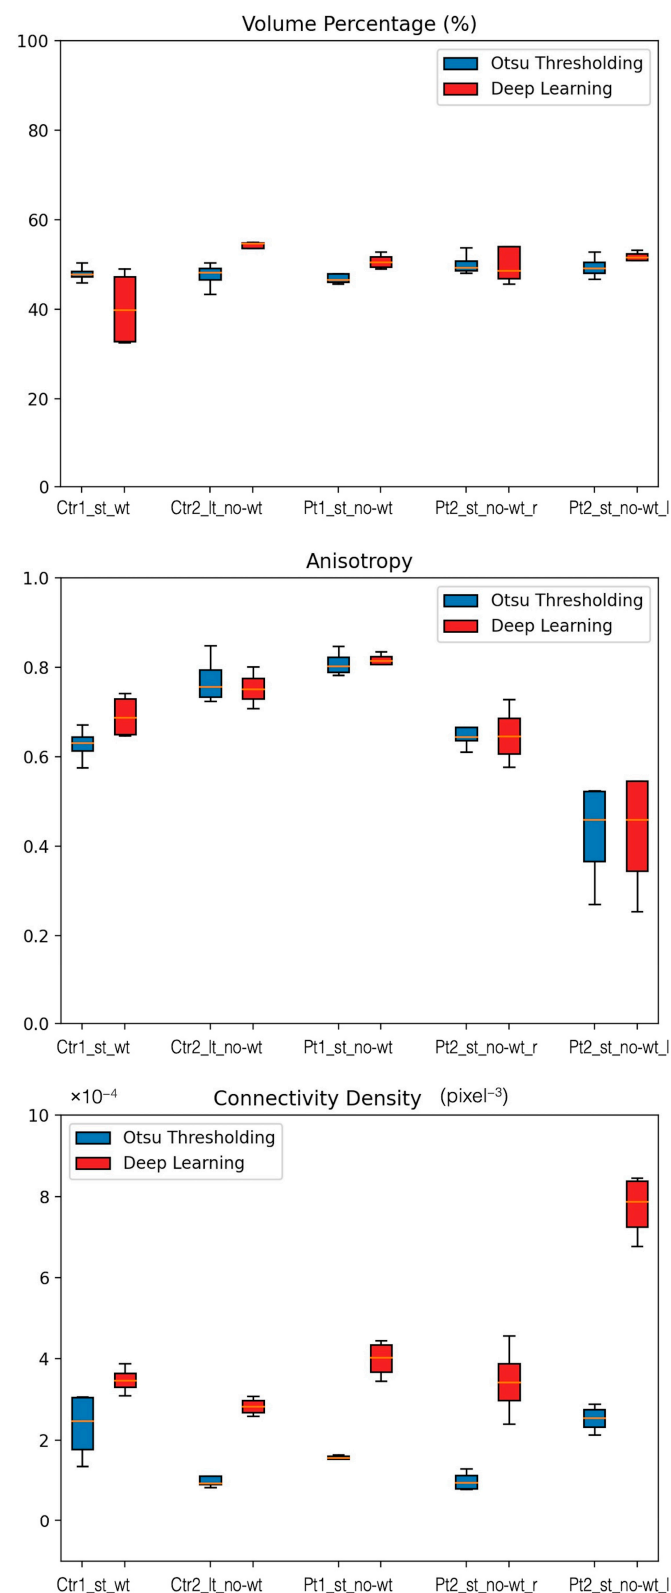 Volume Percentage (%)
100
Otsu Thresholding
Deep Learning
80
60
40
20
0
Ctr1_st_wt Ctr2_lt_no-wt Pt1_st_no-wt Pt2_st_no-wt_r Pt2_st_no-wt_l
Anisotropy
1.0
Otsu Thresholding
Deep Learning
0.8
0.6
0.4
0.2
0.0
Ctr1_st_wt Ctr2_lt_no-wt Pt1_st_no-wt Pt2_st_no-wt_r Pt2_st_no-wt_l
×10⁻⁴ Connectivity Density (pixel⁻³)
10
Otsu Thresholding
Deep Learning
8
6
4
2
0
Ctr1_st_wt Ctr2_lt_no-wt Pt1_st_no-wt Pt2_st_no-wt_r Pt2_st_no-wt_l